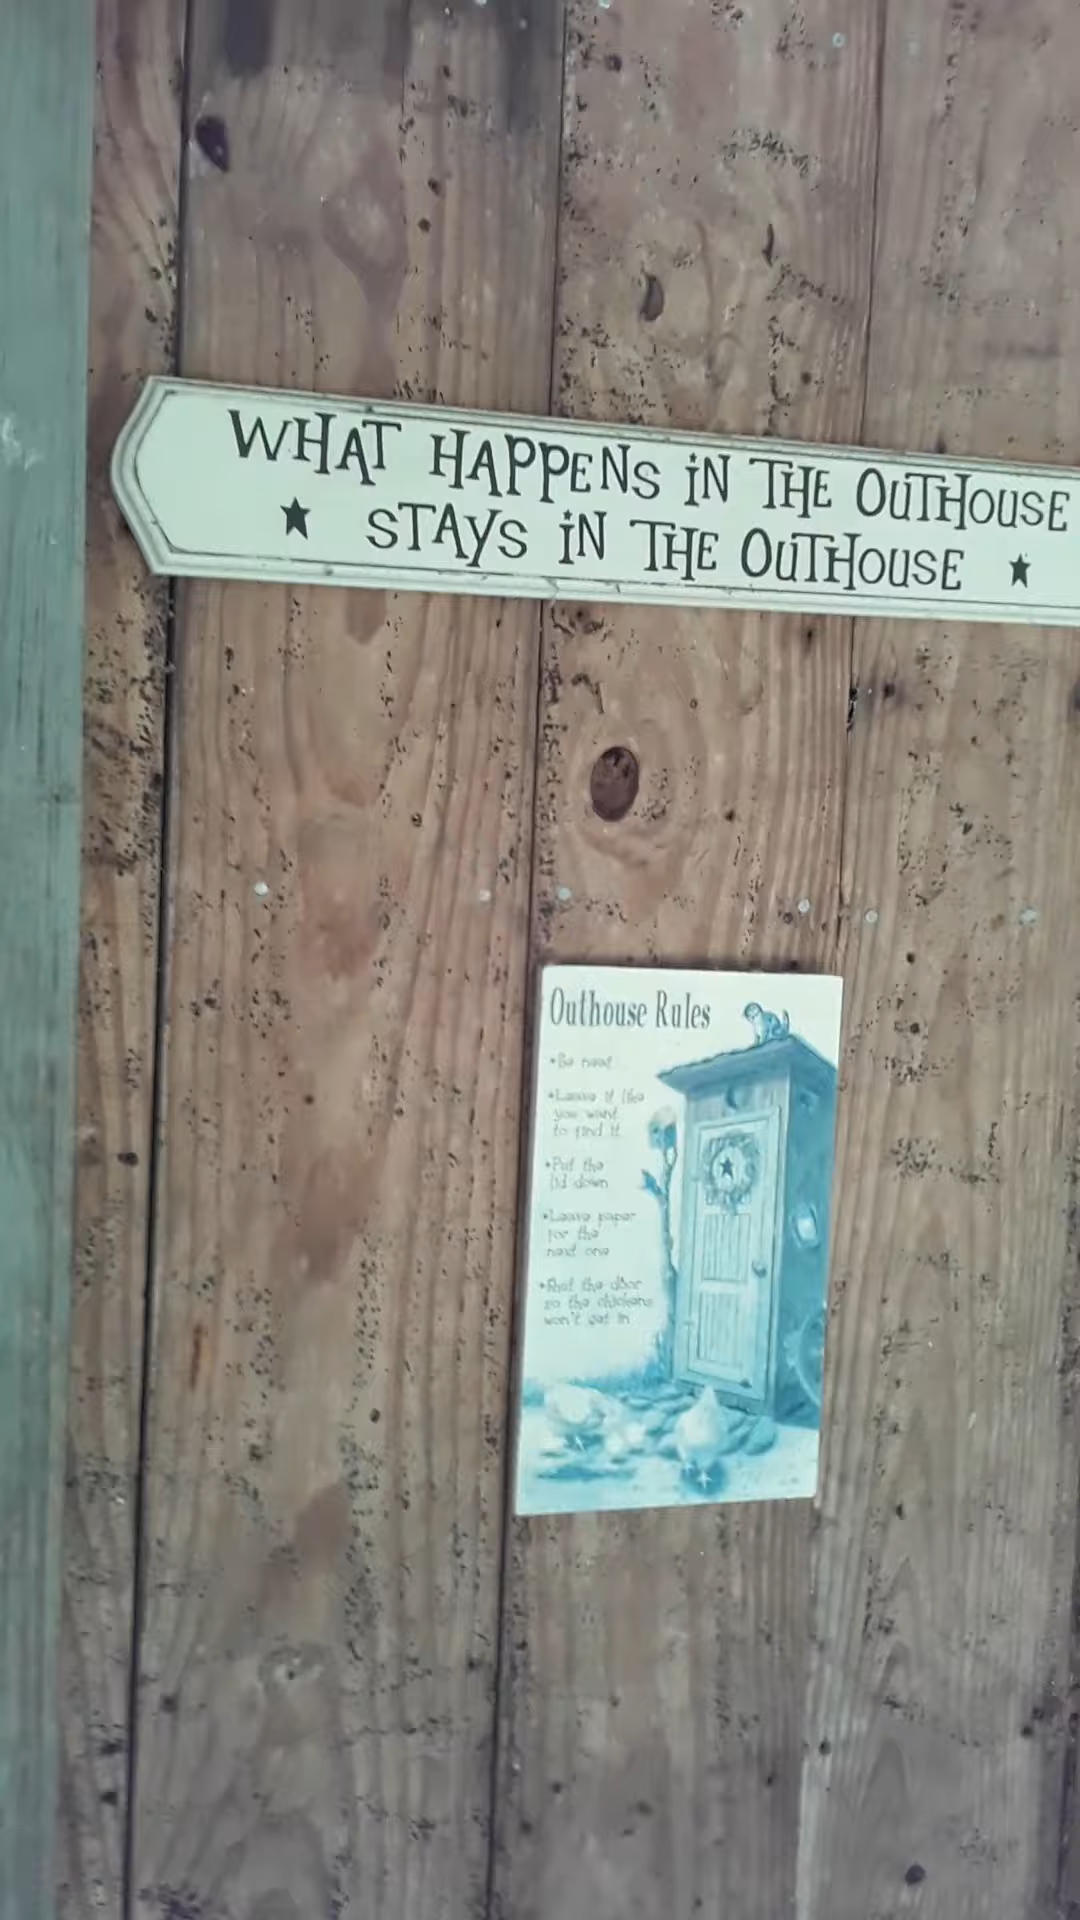 WHAT HAPPENS IN THE OUTHOUSE
STAYS IN THE OUTHOUSE
Outhouse Rules
•Be neat
•Leave it like
you want
to find it
•Put the
lid down
•Leave paper
for the
next one
•Shut the door
so the chickens
won't get in